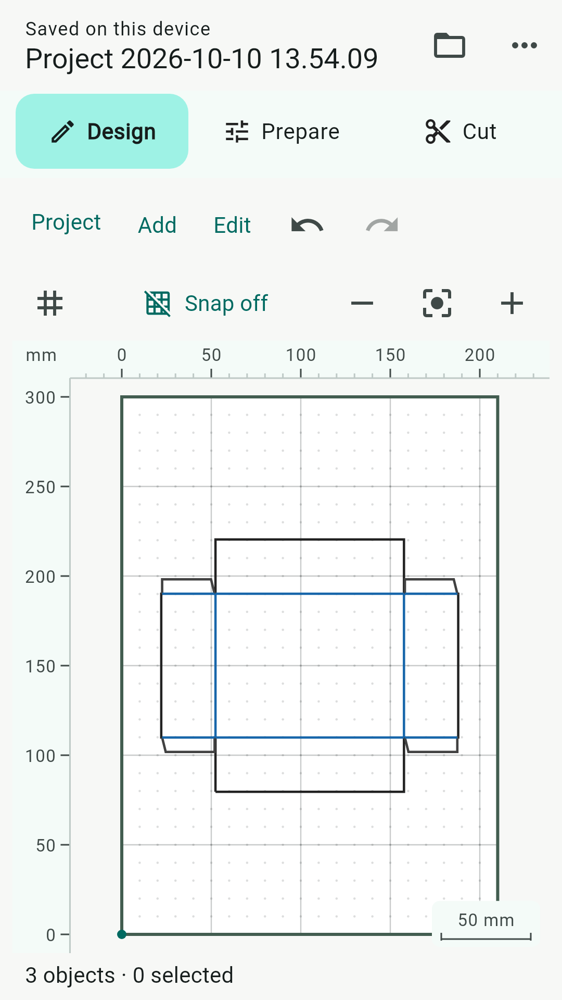 Saved on this device
Project 2026-10-10 13.54.09
Design
Prepare
Cut
Project
Add
Edit
Snap off
mm
0
50
100
150
200
300
250
200
150
100
50
0
50 mm
3 objects · 0 selected